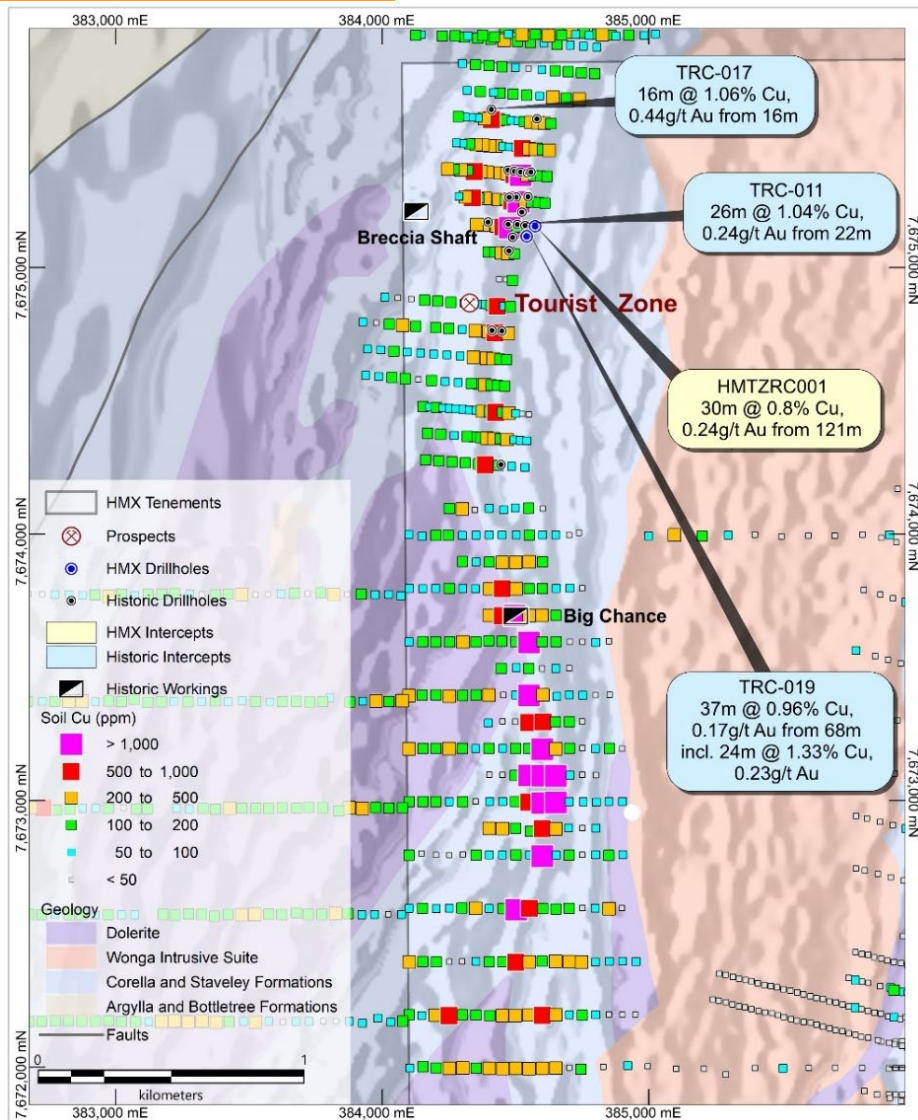 383,000 mE
384,000 mE
385,000 mE
TRC-017
16m @ 1.06% Cu,
0.44g/t Au from 16m
TRC-011
26m @ 1.04% Cu,
0.24g/t Au from 22m
Breccia Shaft
7,675,000 mN
7,675,000 mN
Tourist Zone
HMTZRC001
30m @ 0.8% Cu,
0.24g/t Au from 121m
HMX Tenements
Prospects
HMX Drillholes
Historic Drillholes
HMX Intercepts
Historic Intercepts
Historic Workings
7,674,000 mN
7,674,000 mN
Big Chance
TRC-019
37m @ 0.96% Cu,
0.17g/t Au from 68m
incl. 24m @ 1.33% Cu,
0.23g/t Au
Soil Cu (ppm)
> 1,000
500 to 1,000
200 to 500
100 to 200
50 to 100
< 50
7,673,000 mN
7,673,000 mN
Geology
Dolerite
Wonga Intrusive Suite
Corella and Staveley Formations
Argylla and Bottletree Formations
Faults
0
1
kilometers
7,672,000 mN
7,672,000 mN
383,000 mE
384,000 mE
385,000 mE